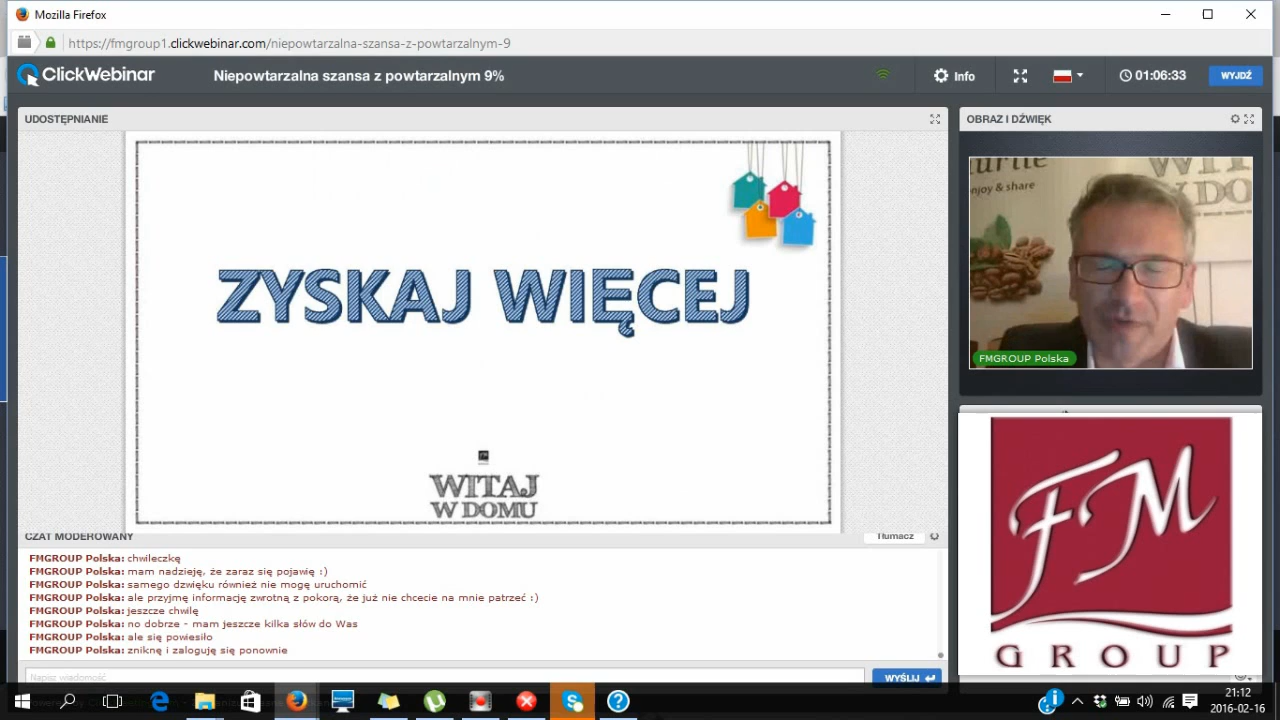 Mozilla Firefox
https://fmgroup1.clickwebinar.com/niepowtarzalna-szansa-z-powtarzalnym-9
ClickWebinar
Niepowtarzalna szansa z powtarzalnym 9%
Info
01:06:33
WYJDŹ
UDOSTĘPNIANIE
ZYSKAJ WIĘCEJ
WITAJ
W DOMU
OBRAZ I DŹWIĘK
enjoy & share
FMGROUP Polska
FM
GROUP
CZAT MODEROWANY
Tłumacz
FMGROUP Polska: chwileczkę
FMGROUP Polska: mam nadzieję, że zaraz się pojawię :)
FMGROUP Polska: samego dzwięku również nie mogę uruchomić
FMGROUP Polska: ale przyjmę informację zwrotną z pokorą, że już nie chcecie na mnie patrzeć :)
FMGROUP Polska: jeszcze chwilę
FMGROUP Polska: no dobrze - mam jeszcze kilka słów do Was
FMGROUP Polska: ale się powiesiło
FMGROUP Polska: zniknę i zaloguję się ponownie
Napisz wiadomość
WYŚLIJ
21:12
2016-02-16